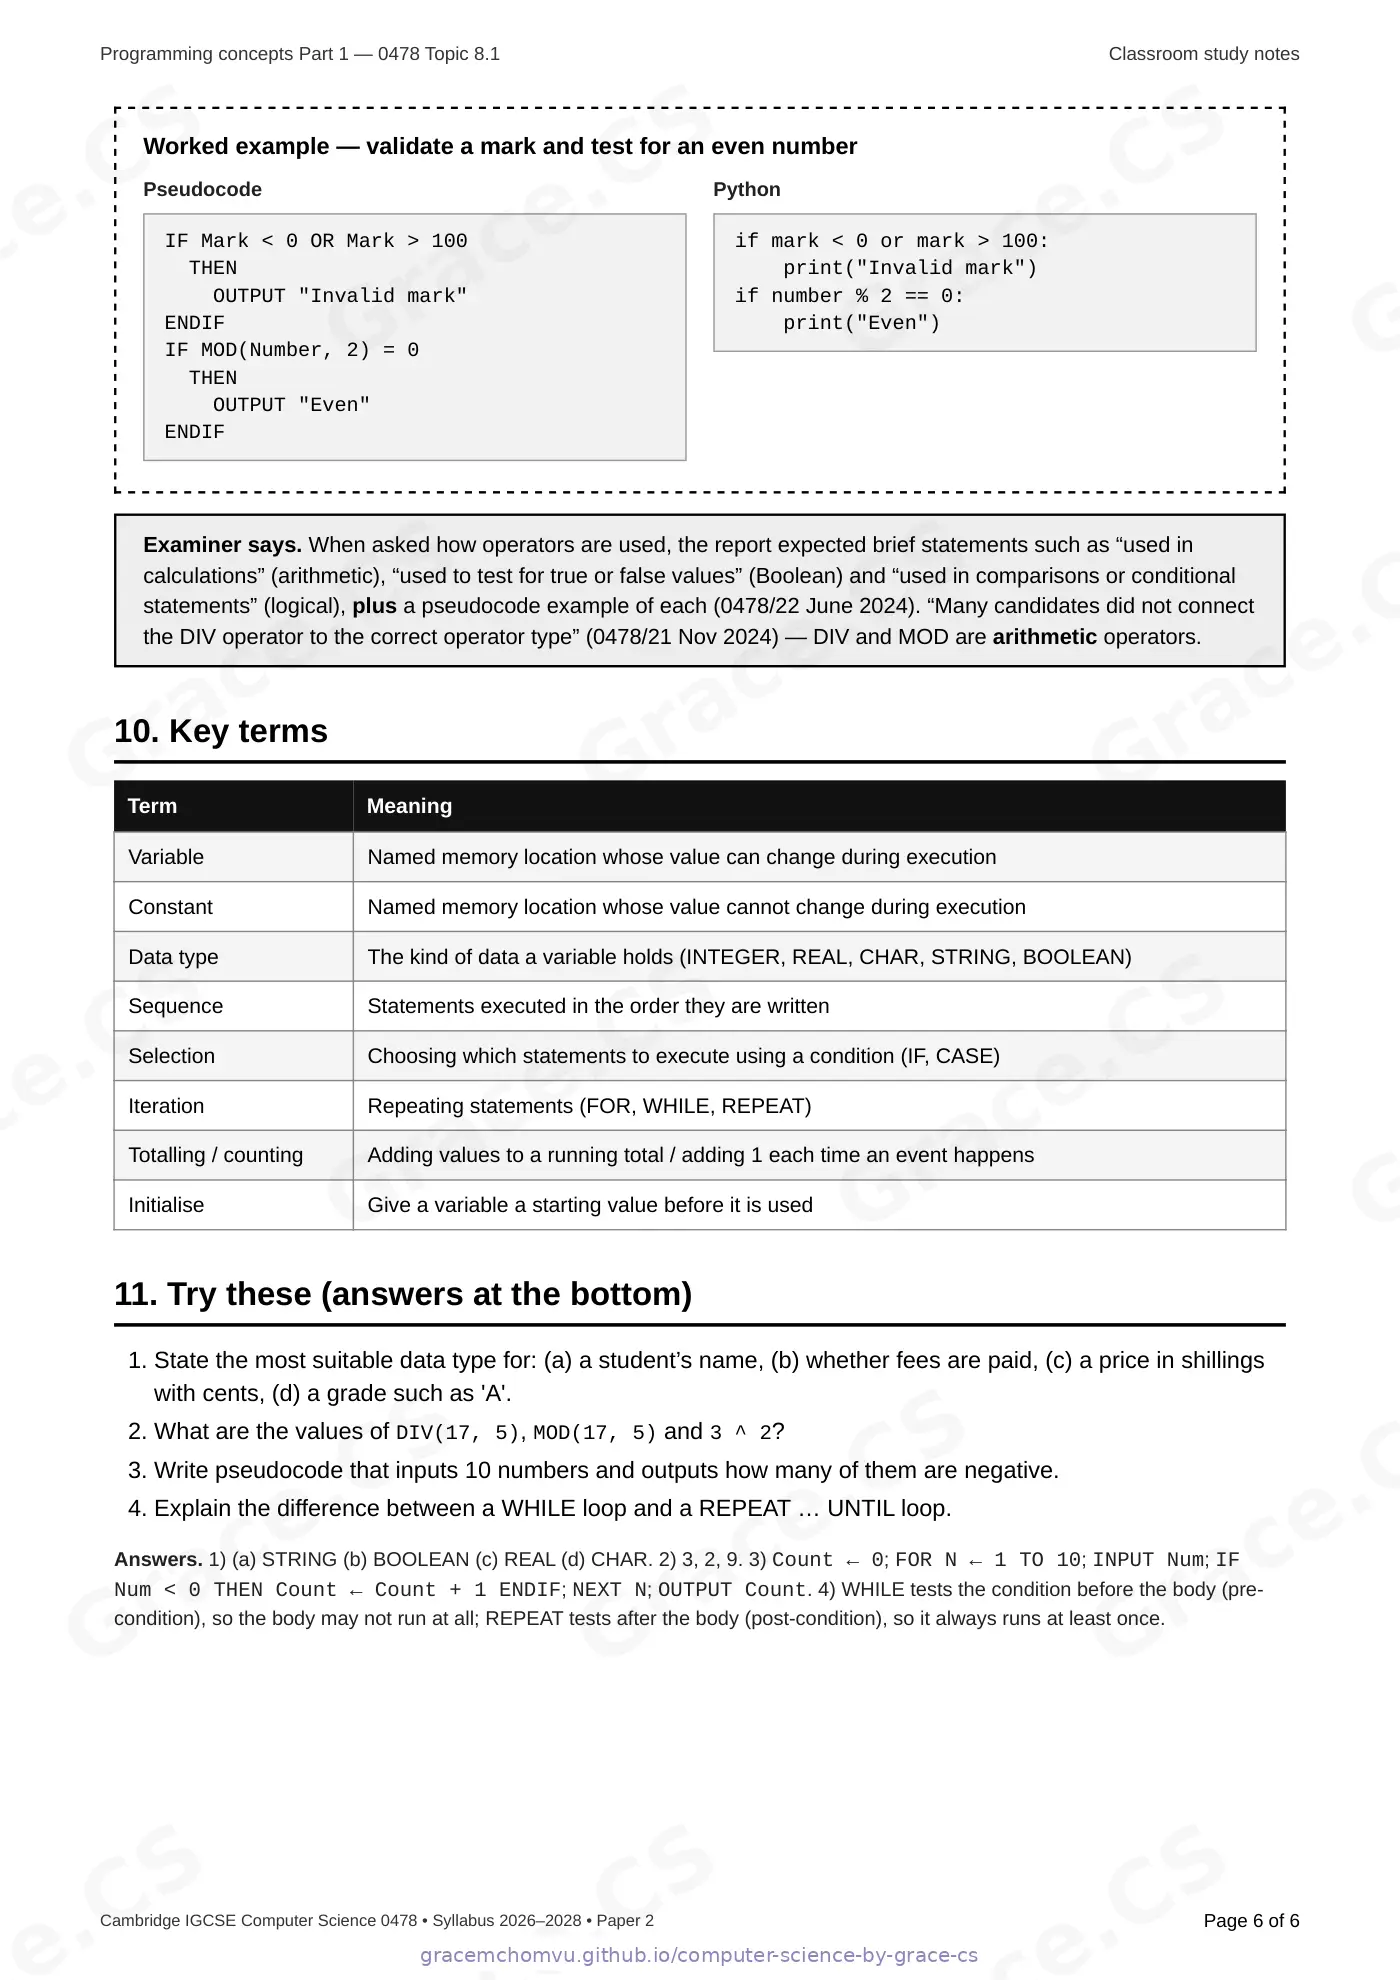 Programming concepts Part 1 — 0478 Topic 8.1
Classroom study notes
Worked example — validate a mark and test for an even number
Pseudocode
IF Mark < 0 OR Mark > 100
  THEN
    OUTPUT "Invalid mark"
ENDIF
IF MOD(Number, 2) = 0
  THEN
    OUTPUT "Even"
ENDIF
Python
if mark < 0 or mark > 100:
    print("Invalid mark")
if number % 2 == 0:
    print("Even")
Examiner says. When asked how operators are used, the report expected brief statements such as “used in
calculations” (arithmetic), “used to test for true or false values” (Boolean) and “used in comparisons or conditional
statements” (logical), plus a pseudocode example of each (0478/22 June 2024). “Many candidates did not connect
the DIV operator to the correct operator type” (0478/21 Nov 2024) — DIV and MOD are arithmetic operators.
10. Key terms
Term Meaning
Variable Named memory location whose value can change during execution
Constant Named memory location whose value cannot change during execution
Data type The kind of data a variable holds (INTEGER, REAL, CHAR, STRING, BOOLEAN)
Sequence Statements executed in the order they are written
Selection Choosing which statements to execute using a condition (IF, CASE)
Iteration Repeating statements (FOR, WHILE, REPEAT)
Totalling / counting Adding values to a running total / adding 1 each time an event happens
Initialise Give a variable a starting value before it is used
11. Try these (answers at the bottom)
1. State the most suitable data type for: (a) a student’s name, (b) whether fees are paid, (c) a price in shillings
with cents, (d) a grade such as 'A'.
2. What are the values of DIV(17, 5), MOD(17, 5) and 3 ^ 2?
3. Write pseudocode that inputs 10 numbers and outputs how many of them are negative.
4. Explain the difference between a WHILE loop and a REPEAT … UNTIL loop.
Answers. 1) (a) STRING (b) BOOLEAN (c) REAL (d) CHAR. 2) 3, 2, 9. 3) Count ← 0; FOR N ← 1 TO 10; INPUT Num; IF
Num < 0 THEN Count ← Count + 1 ENDIF; NEXT N; OUTPUT Count. 4) WHILE tests the condition before the body (pre-
condition), so the body may not run at all; REPEAT tests after the body (post-condition), so it always runs at least once.
Cambridge IGCSE Computer Science 0478 • Syllabus 2026–2028 • Paper 2
Page 6 of 6
gracemchomvu.github.io/computer-science-by-grace-cs
Grace.CS